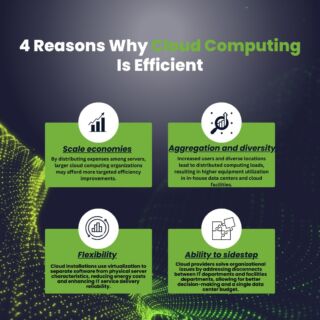 4 Reasons Why Cloud Computing
Is Efficient
Scale economies
By distributing expenses among servers,
larger cloud computing organizations
may afford more targeted efficiency
improvements.
Aggregation and diversity
Increased users and diverse locations
lead to distributed computing loads,
resulting in higher equipment utilization
in in-house data centers and cloud
facilities.
Flexibility
Cloud installations use virtualization to
separate software from physical server
characteristics, reducing energy costs
and enhancing IT service delivery
reliability.
Ability to sidestep
Cloud providers solve organizational
issues by addressing disconnects
between IT departments and facilities
departments, allowing for better
decision-making and a single data
center budget.